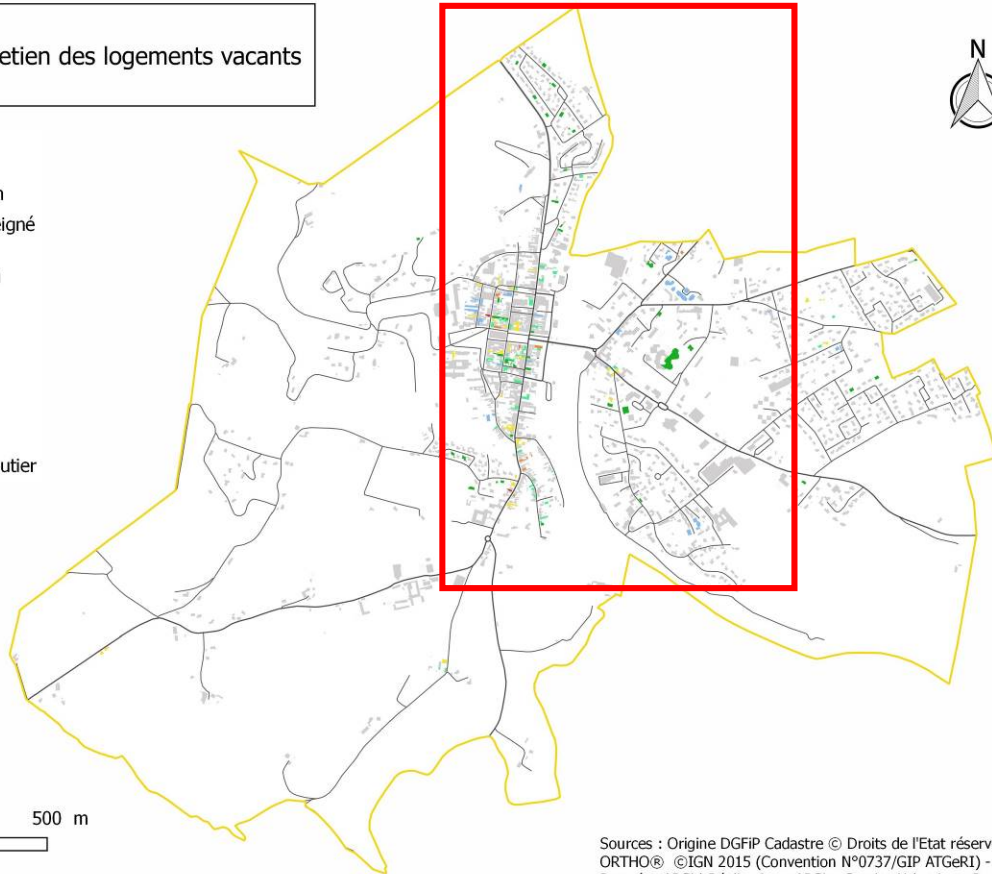 etien des logements vacants
N
n
eigné
utier
500 m
Sources : Origine DGFiP Cadastre © Droits de l'Etat réserv
ORTHO® ©IGN 2015 (Convention N°0737/GIP ATGeRI) -